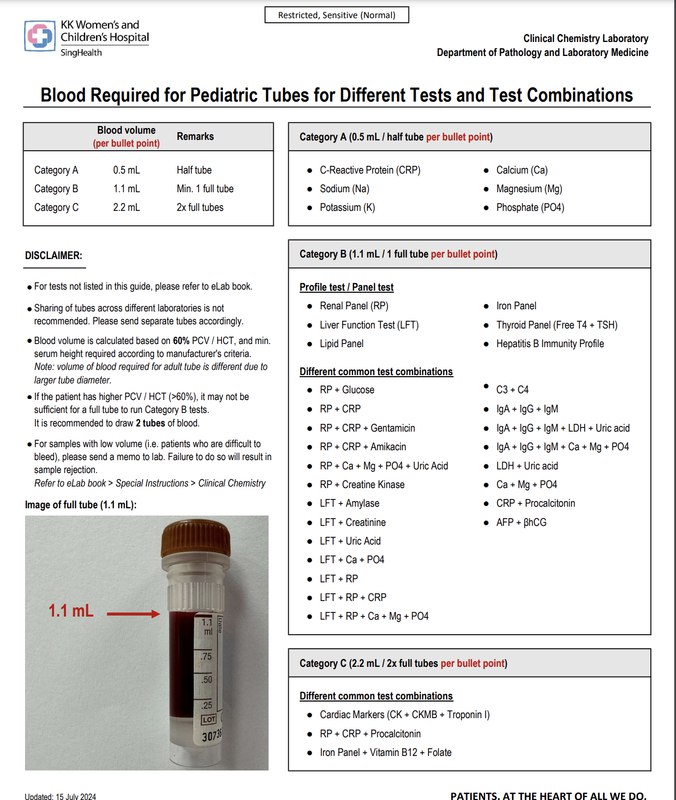 Restricted, Sensitive (Normal)
KK Women's and
Children's Hospital
SingHealth
Clinical Chemistry Laboratory
Department of Pathology and Laboratory Medicine
Blood Required for Pediatric Tubes for Different Tests and Test Combinations
Blood volume
(per bullet point)
Remarks
Category A 0.5 mL Half tube
Category B 1.1 mL Min. 1 full tube
Category C 2.2 mL 2x full tubes
DISCLAIMER:
• For tests not listed in this guide, please refer to eLab book.
• Sharing of tubes across different laboratories is not
recommended. Please send separate tubes accordingly.
• Blood volume is calculated based on 60% PCV / HCT, and min.
serum height required according to manufacturer's criteria.
Note: volume of blood required for adult tube is different due to
larger tube diameter.
• If the patient has higher PCV / HCT (>60%), it may not be
sufficient for a full tube to run Category B tests.
It is recommended to draw 2 tubes of blood.
• For samples with low volume (i.e. patients who are difficult to
bleed), please send a memo to lab. Failure to do so will result in
sample rejection.
Refer to eLab book > Special Instructions > Clinical Chemistry
Image of full tube (1.1 mL):
1.1 mL
1.1
ml
.75
.50
.25
LOT
Updated: 15 July 2024
Category A (0.5 mL / half tube per bullet point)
• C-Reactive Protein (CRP)
• Sodium (Na)
• Potassium (K)
• Calcium (Ca)
• Magnesium (Mg)
• Phosphate (PO4)
Category B (1.1 mL / 1 full tube per bullet point)
Profile test / Panel test
• Renal Panel (RP)
• Liver Function Test (LFT)
• Lipid Panel
• Iron Panel
• Thyroid Panel (Free T4 + TSH)
• Hepatitis B Immunity Profile
Different common test combinations
• RP + Glucose
• RP + CRP
• RP + CRP + Gentamicin
• RP + CRP + Amikacin
• RP + Ca + Mg + PO4 + Uric Acid
• RP + Creatine Kinase
• LFT + Amylase
• LFT + Creatinine
• LFT + Uric Acid
• LFT + Ca + PO4
• LFT + RP
• LFT + RP + CRP
• LFT + RP + Ca + Mg + PO4
• C3 + C4
• IgA + IgG + IgM
• IgA + IgG + IgM + LDH + Uric acid
• IgA + IgG + IgM + Ca + Mg + PO4
• LDH + Uric acid
• Ca + Mg + PO4
• CRP + Procalcitonin
• AFP + βhCG
Category C (2.2 mL / 2x full tubes per bullet point)
Different common test combinations
• Cardiac Markers (CK + CKMB + Troponin I)
• RP + CRP + Procalcitonin
• Iron Panel + Vitamin B12 + Folate
PATIENTS. AT THE HEART OF ALL WE DO.